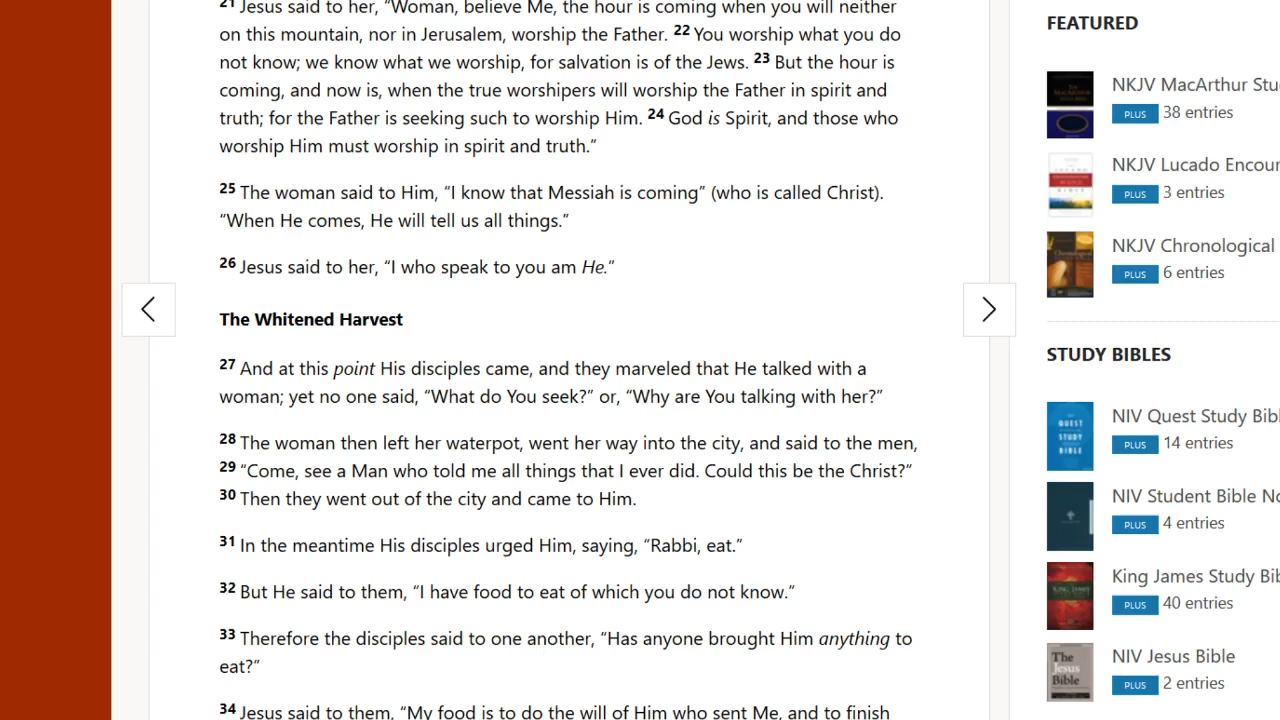 21 Jesus said to her, “Woman, believe Me, the hour is coming when you will neither
on this mountain, nor in Jerusalem, worship the Father. 22 You worship what you do
not know; we know what we worship, for salvation is of the Jews. 23 But the hour is
coming, and now is, when the true worshipers will worship the Father in spirit and
truth; for the Father is seeking such to worship Him. 24 God is Spirit, and those who
worship Him must worship in spirit and truth.”
25 The woman said to Him, “I know that Messiah is coming” (who is called Christ).
“When He comes, He will tell us all things.”
26 Jesus said to her, “I who speak to you am He.”
The Whitened Harvest
27 And at this point His disciples came, and they marveled that He talked with a
woman; yet no one said, “What do You seek?” or, “Why are You talking with her?”
28 The woman then left her waterpot, went her way into the city, and said to the men,
29 “Come, see a Man who told me all things that I ever did. Could this be the Christ?”
30 Then they went out of the city and came to Him.
31 In the meantime His disciples urged Him, saying, “Rabbi, eat.”
32 But He said to them, “I have food to eat of which you do not know.”
33 Therefore the disciples said to one another, “Has anyone brought Him anything to
eat?”
34 Jesus said to them, “My food is to do the will of Him who sent Me, and to finish
FEATURED
NKJV MacArthur Stu
PLUS 38 entries
NKJV Lucado Encoun
PLUS 3 entries
NKJV Chronological
PLUS 6 entries
STUDY BIBLES
QUEST
STUDY
BIBLE
NIV Quest Study Bibl
PLUS 14 entries
NIV Student Bible No
PLUS 4 entries
KING JAMES
King James Study Bib
PLUS 40 entries
The
Jesus
Bible
NIV Jesus Bible
PLUS 2 entries